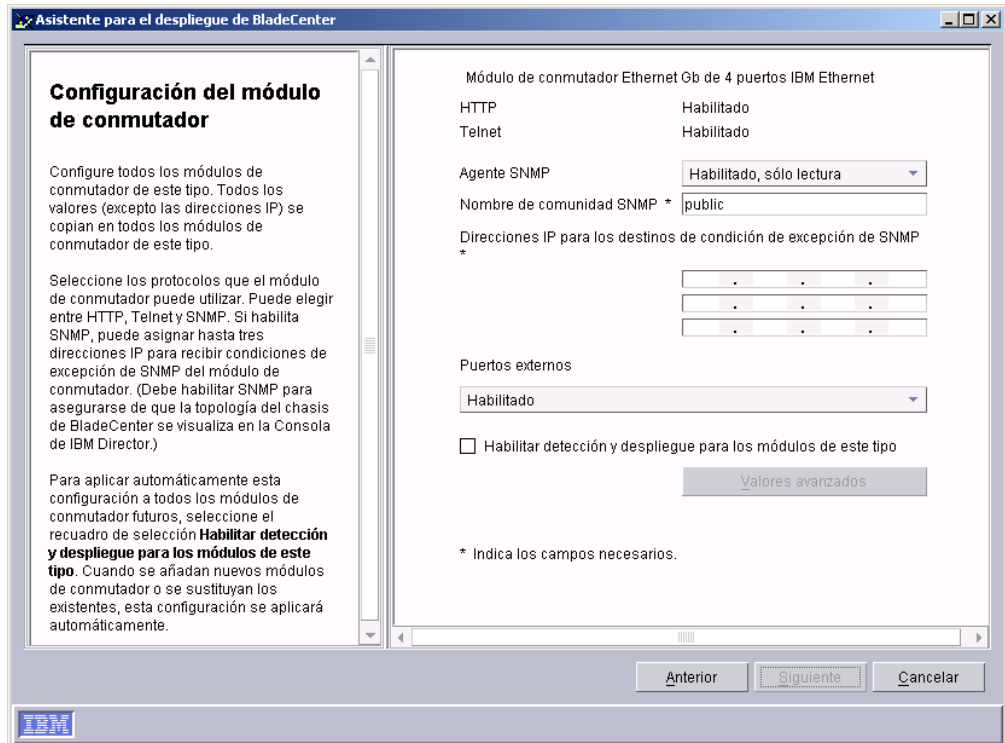 Asistente para el despliegue de BladeCenter
Configuración del módulo
de conmutador
Configure todos los módulos de
conmutador de este tipo. Todos los
valores (excepto las direcciones IP) se
copian en todos los módulos de
conmutador de este tipo.
Seleccione los protocolos que el módulo
de conmutador puede utilizar. Puede elegir
entre HTTP, Telnet y SNMP. Si habilita
SNMP, puede asignar hasta tres
direcciones IP para recibir condiciones de
excepción de SNMP del módulo de
conmutador. (Debe habilitar SNMP para
asegurarse de que la topología del chasis
de BladeCenter se visualiza en la Consola
de IBM Director.)
Para aplicar automáticamente esta
configuración a todos los módulos de
conmutador futuros, seleccione el
recuadro de selección Habilitar detección
y despliegue para los módulos de este
tipo. Cuando se añadan nuevos módulos
de conmutador o se sustituyan los
existentes, esta configuración se aplicará
automáticamente.
Módulo de conmutador Ethernet Gb de 4 puertos IBM Ethernet
HTTP Habilitado
Telnet Habilitado
Agente SNMP Habilitado, sólo lectura
Nombre de comunidad SNMP * public
Direcciones IP para los destinos de condición de excepción de SNMP
*
. . .
. . .
. . .
Puertos externos
Habilitado
Habilitar detección y despliegue para los módulos de este tipo
Valores avanzados
* Indica los campos necesarios.
Anterior Siguiente Cancelar
IBM